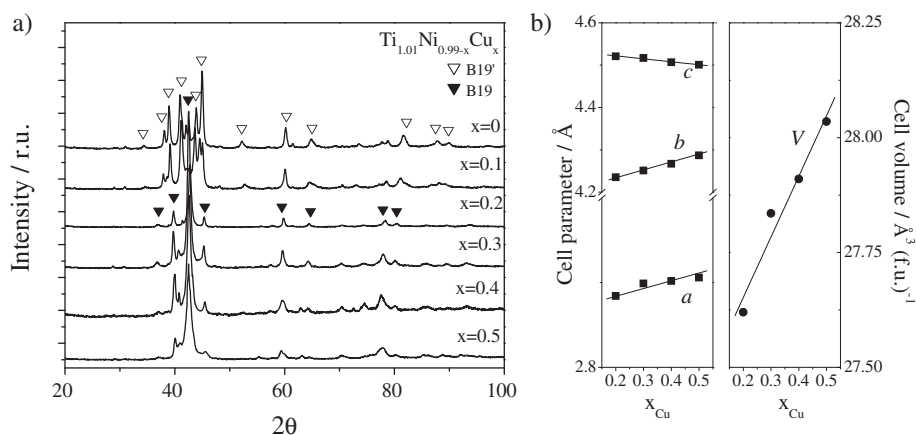 a)
Ti1.01Ni0.99-xCux
▽ B19'
▼ B19
x=0
x=0.1
x=0.2
x=0.3
x=0.4
x=0.5
Intensity / r.u.
20 40 60 80 100
2θ
b)
4.6
4.5
4.2
2.8
Cell parameter / Å
c
b
a
0.2 0.3 0.4 0.5
xCu
V
0.2 0.3 0.4 0.5
xCu
28.25
28.00
27.75
27.50
Cell volume / Å³ (f.u.)⁻¹